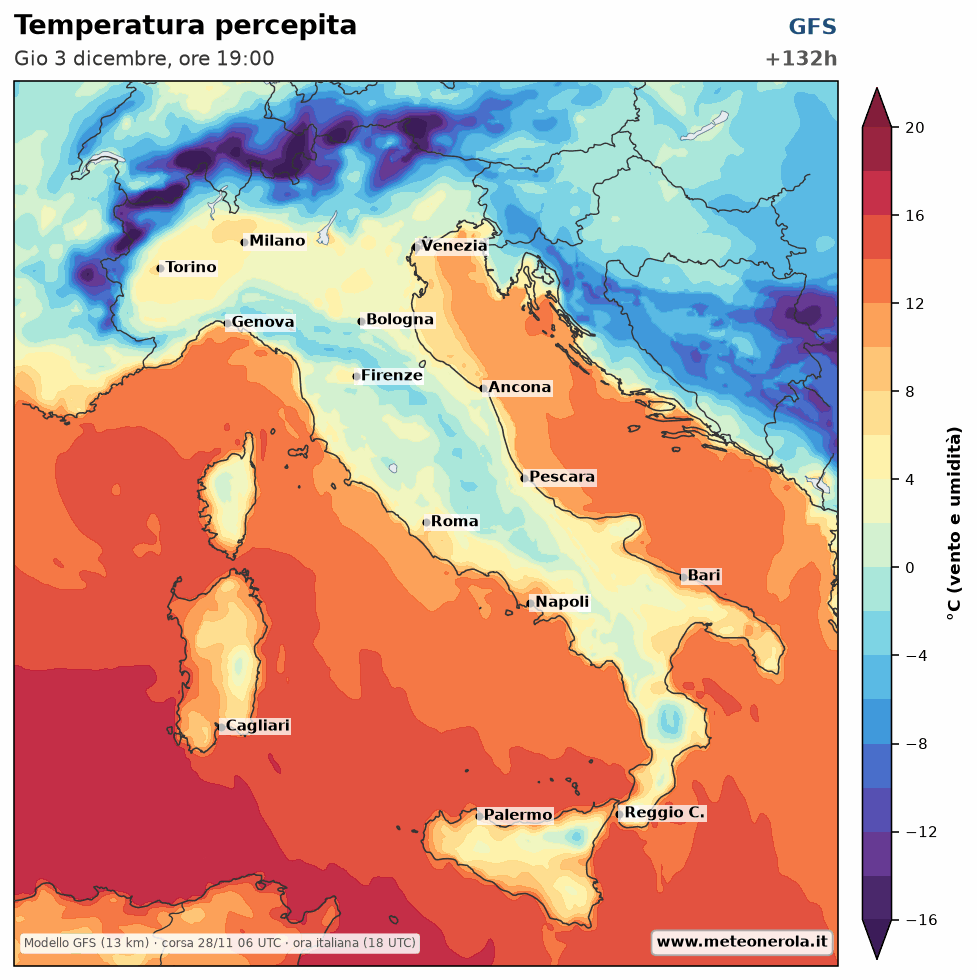 Temperatura percepita
GFS
Gio 3 dicembre, ore 19:00
+132h
Milano
Venezia
Torino
Genova
Bologna
Firenze
Ancona
Pescara
Roma
Bari
Napoli
Cagliari
Palermo
Reggio C.
20
16
12
8
4
0
−4
−8
−12
−16
°C (vento e umidità)
Modello GFS (13 km) · corsa 28/11 06 UTC · ora italiana (18 UTC)
www.meteonerola.it